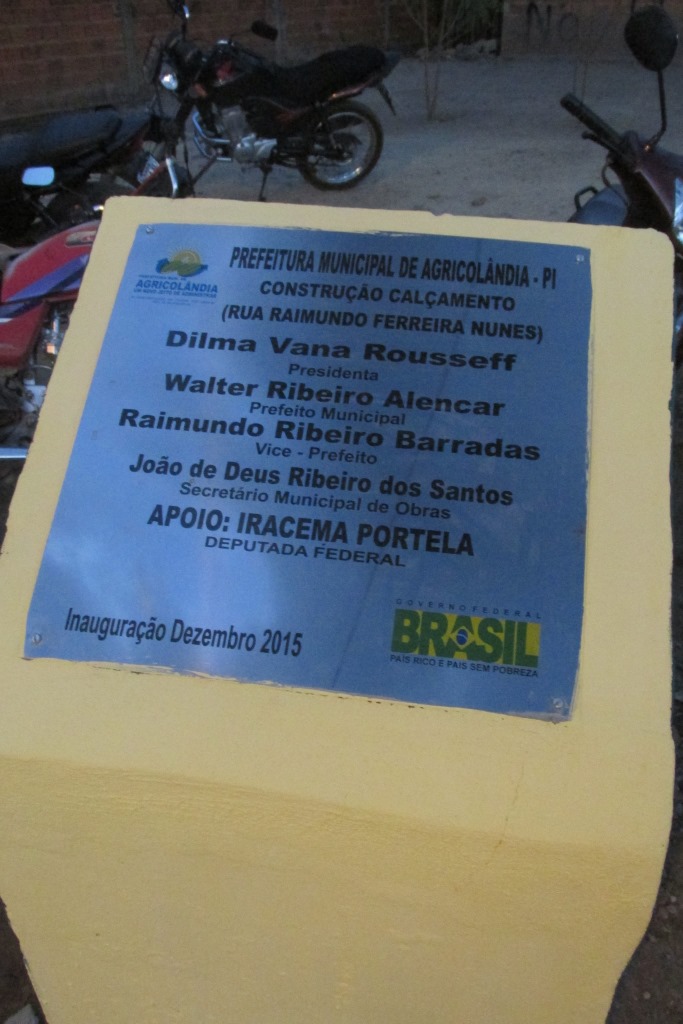 PREFEITURA MUNICIPAL DE AGRICOLÂNDIA - PI
AGRICOLÂNDIA
CONSTRUÇÃO CALÇAMENTO
(RUA RAIMUNDO FERREIRA NUNES)
Dilma Vana Rousseff
Presidenta
Walter Ribeiro Alencar
Prefeito Municipal
Raimundo Ribeiro Barradas
Vice - Prefeito
João de Deus Ribeiro dos Santos
Secretário Municipal de Obras
APOIO: IRACEMA PORTELA
DEPUTADA FEDERAL
Inauguração Dezembro 2015
GOVERNO FEDERAL
BRASIL
PAÍS RICO É PAÍS SEM POBREZA